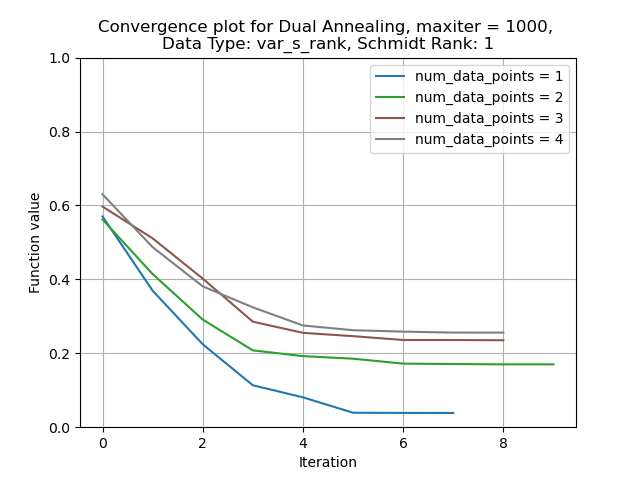 Convergence plot for Dual Annealing, maxiter = 1000,
Data Type: var_s_rank, Schmidt Rank: 1
num_data_points = 1
num_data_points = 2
num_data_points = 3
num_data_points = 4
Function value
1.0
0.8
0.6
0.4
0.2
0.0
0 2 4 6 8
Iteration